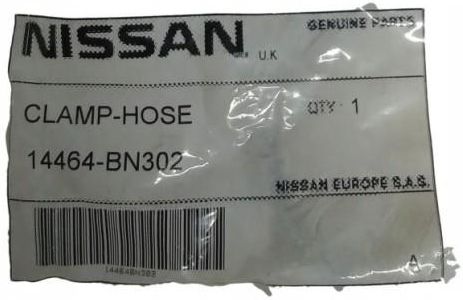 NISSAN
GENUINE PARTS
U.K
CLAMP-HOSE
QTY : 1
14464-BN302
NISSAN EUROPE S.A.S.
14464BN302
A